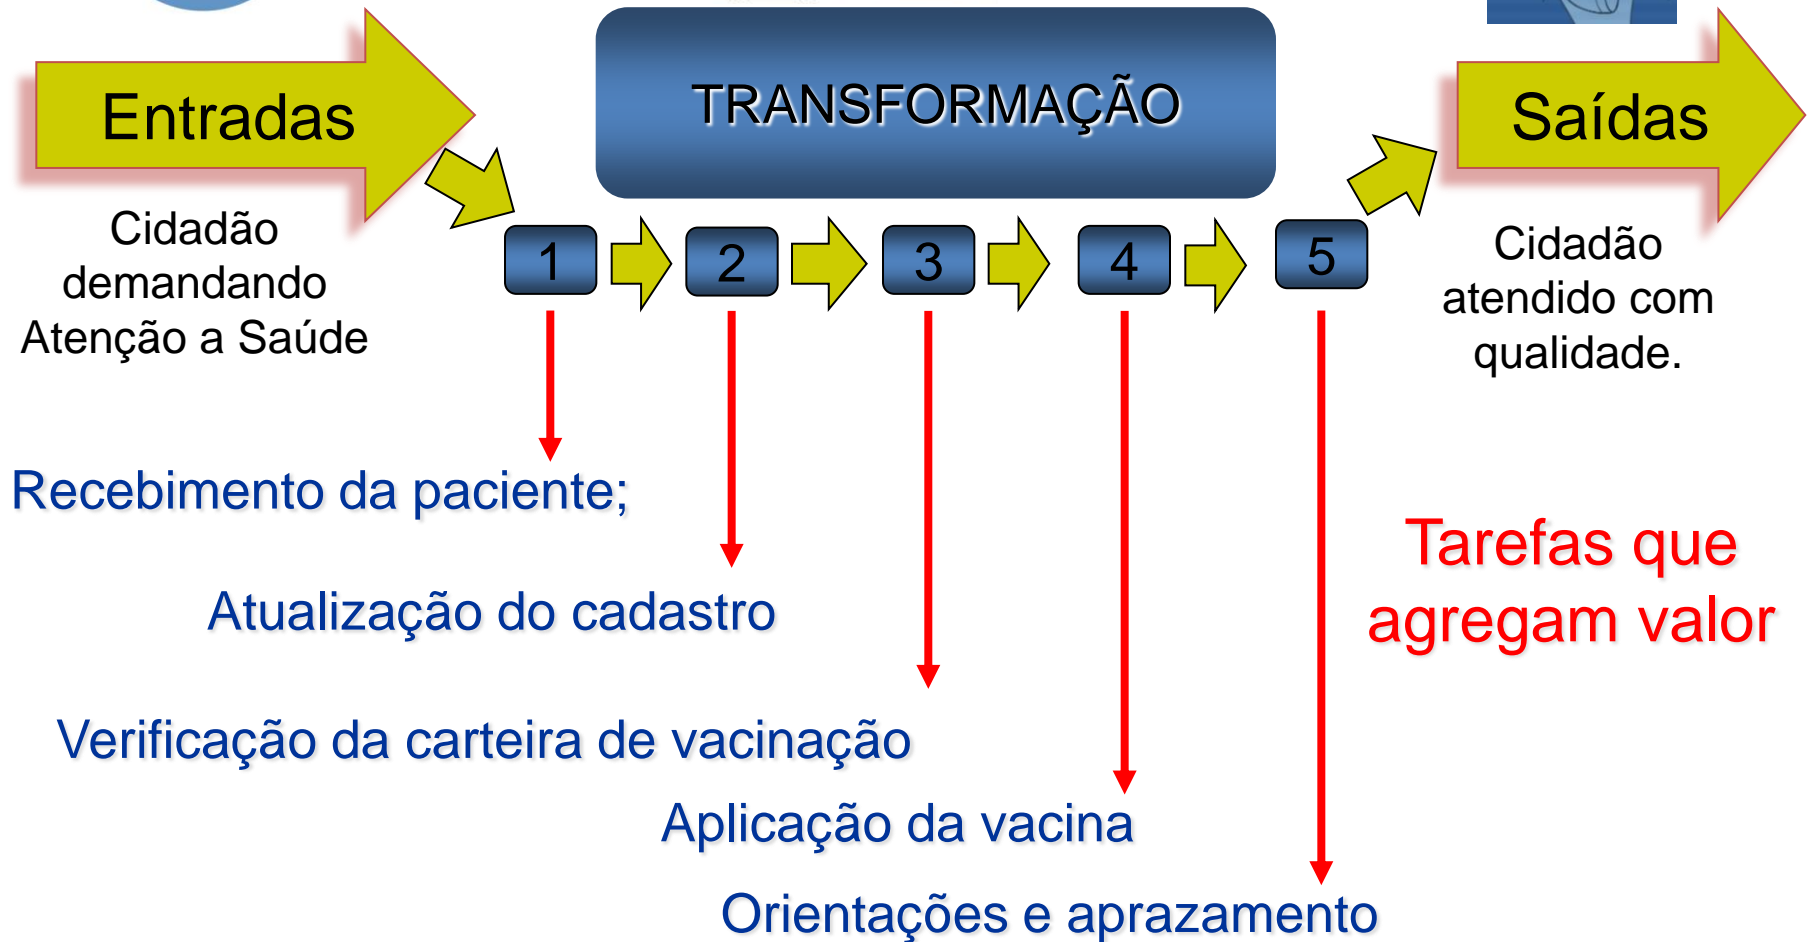 Entradas
TRANSFORMAÇÃO
Saídas
Cidadão
demandando
Atenção a Saúde
1
2
3
4
5
Cidadão
atendido com
qualidade.
Recebimento da paciente;
Atualização do cadastro
Verificação da carteira de vacinação
Aplicação da vacina
Orientações e aprazamento
Tarefas que
agregam valor